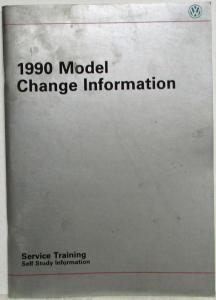 1990 Model
Change Information
Service Training
Self Study Information